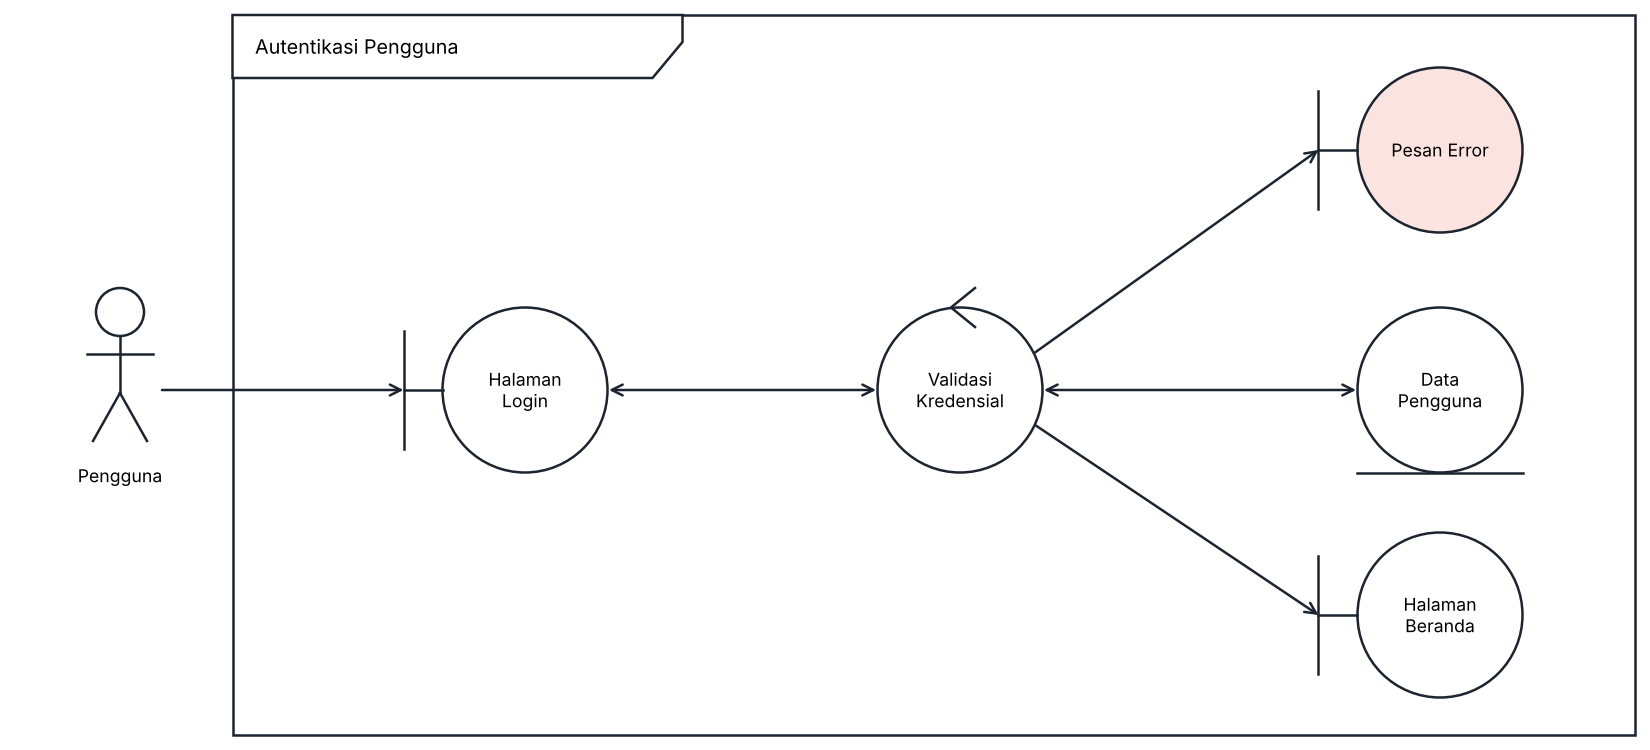 Autentikasi Pengguna
Pesan Error
Pengguna
Halaman
Login
Validasi
Kredensial
Data
Pengguna
Halaman
Beranda